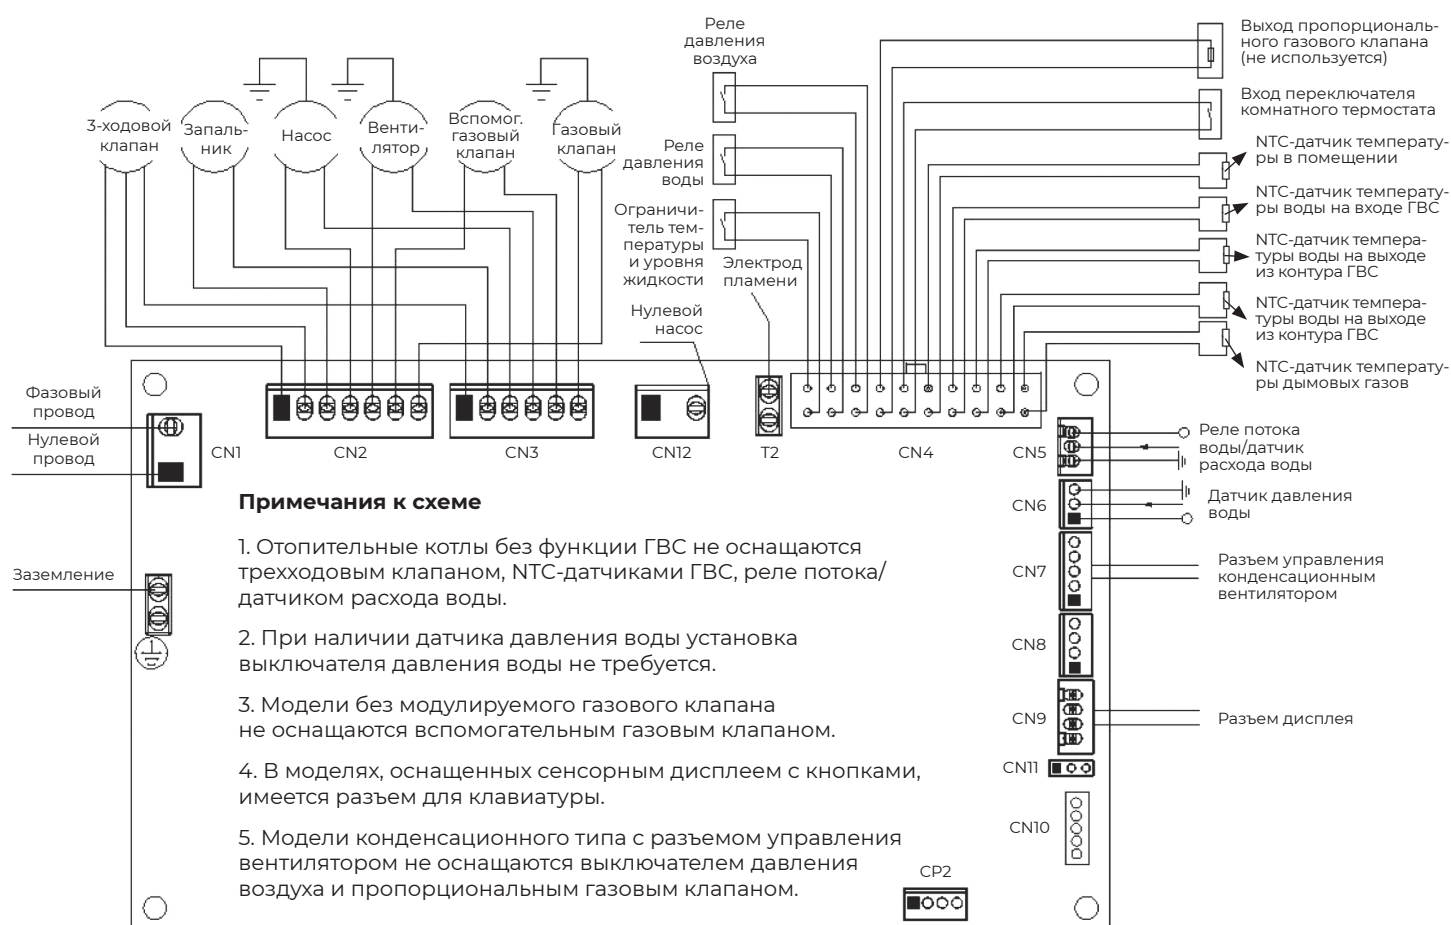 Реле
давления
воздуха
Выход пропорциональ-
ного газового клапана
(не используется)
Вход переключателя
комнатного термостата
3-ходовой
клапан
Запаль-
ник
Насос
Венти-
лятор
Вспомог.
газовый
клапан
Газовый
клапан
Реле
давления
воды
NTC-датчик температу-
ры в помещении
NTC-датчик температу-
ры воды на входе ГВС
Ограничи-
тель тем-
пературы
и уровня
жидкости
Электрод
пламени
NTC-датчик темпера-
туры воды на выходе
из контура ГВС
Нулевой
насос
NTC-датчик темпера-
туры воды на выходе
из контура ГВС
NTC-датчик температу-
ры дымовых газов
Фазовый
провод
Нулевой
провод
CN1
CN2
CN3
CN12
T2
CN4
CN5
Реле потока
воды/датчик
расхода воды
CN6
Датчик давления
воды
CN7
Разъем управления
конденсационным
вентилятором
CN8
CN9
Разъем дисплея
CN11
CN10
CP2
Заземление
Примечания к схеме
1. Отопительные котлы без функции ГВС не оснащаются
трехходовым клапаном, NTC-датчиками ГВС, реле потока/
датчиком расхода воды.
2. При наличии датчика давления воды установка
выключателя давления воды не требуется.
3. Модели без модулируемого газового клапана
не оснащаются вспомогательным газовым клапаном.
4. В моделях, оснащенных сенсорным дисплеем с кнопками,
имеется разъем для клавиатуры.
5. Модели конденсационного типа с разъемом управления
вентилятором не оснащаются выключателем давления
воздуха и пропорциональным газовым клапаном.